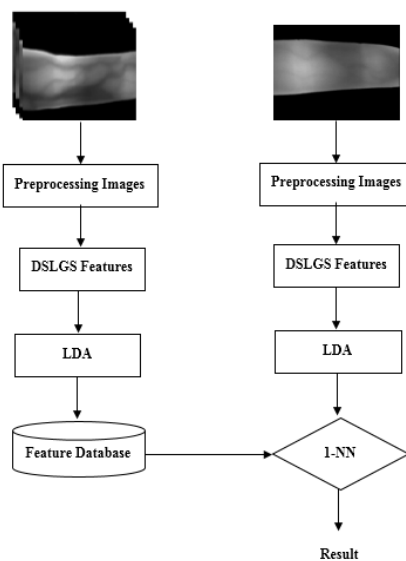 Preprocessing Images
DSLGS Features
LDA
Feature Database
Preprocessing Images
DSLGS Features
LDA
1-NN
Result